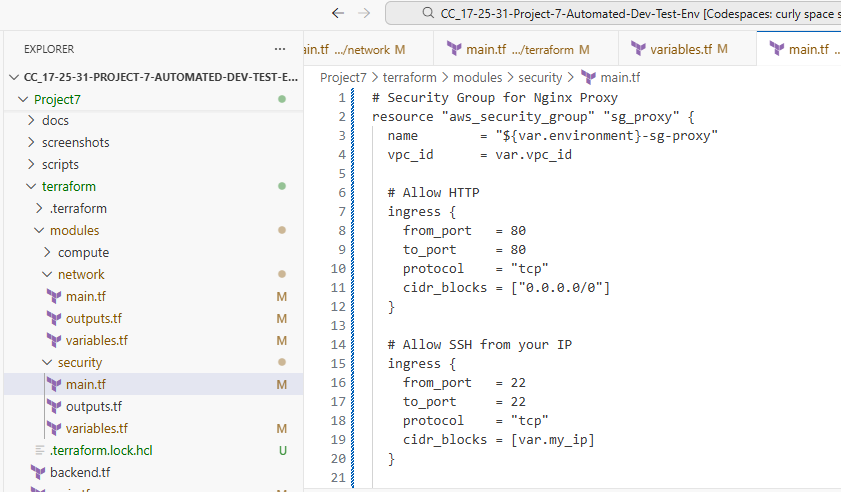 CC_17-25-31-Project-7-Automated-Dev-Test-Env [Codespaces: curly space s
EXPLORER
...
CC_17-25-31-PROJECT-7-AUTOMATED-DEV-TEST-E...
Project7
docs
screenshots
scripts
terraform
.terraform
modules
compute
network
main.tf M
outputs.tf M
variables.tf M
security
main.tf M
outputs.tf
variables.tf M
.terraform.lock.hcl U
backend.tf
ain.tf .../network M
main.tf .../terraform M
variables.tf M
main.tf ..
Project7 > terraform > modules > security > main.tf
1 # Security Group for Nginx Proxy
2 resource "aws_security_group" "sg_proxy" {
3   name        = "${var.environment}-sg-proxy"
4   vpc_id      = var.vpc_id
5
6   # Allow HTTP
7   ingress {
8     from_port   = 80
9     to_port     = 80
10     protocol    = "tcp"
11     cidr_blocks = ["0.0.0.0/0"]
12   }
13
14   # Allow SSH from your IP
15   ingress {
16     from_port   = 22
17     to_port     = 22
18     protocol    = "tcp"
19     cidr_blocks = [var.my_ip]
20   }
21